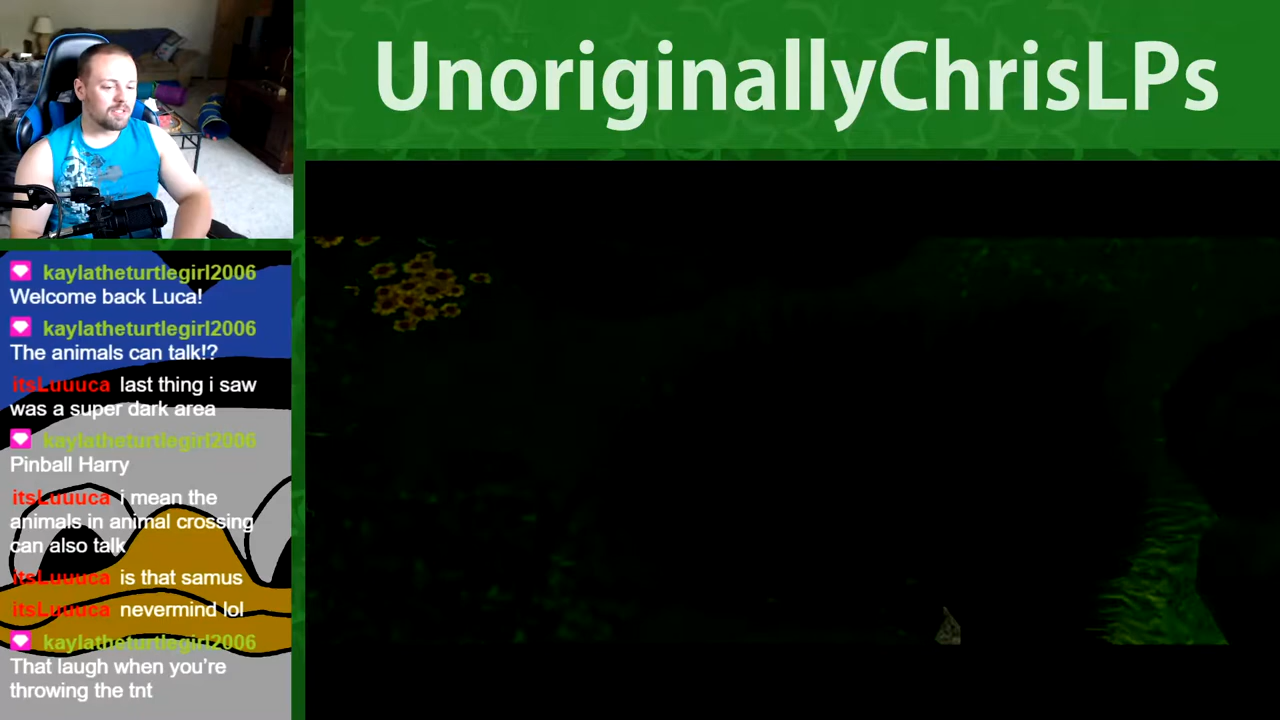 UnoriginallyChrisLPs
kaylatheturtlegirl2006
Welcome back Luca!
kaylatheturtlegirl2006
The animals can talk!?
itsLuuuca last thing i saw
was a super dark area
kaylatheturtlegirl2006
Pinball Harry
itsLuuuca i mean the
animals in animal crossing
can also talk
itsLuuuca is that samus
itsLuuuca nevermind lol
kaylatheturtlegirl2006
That laugh when you're
throwing the tnt